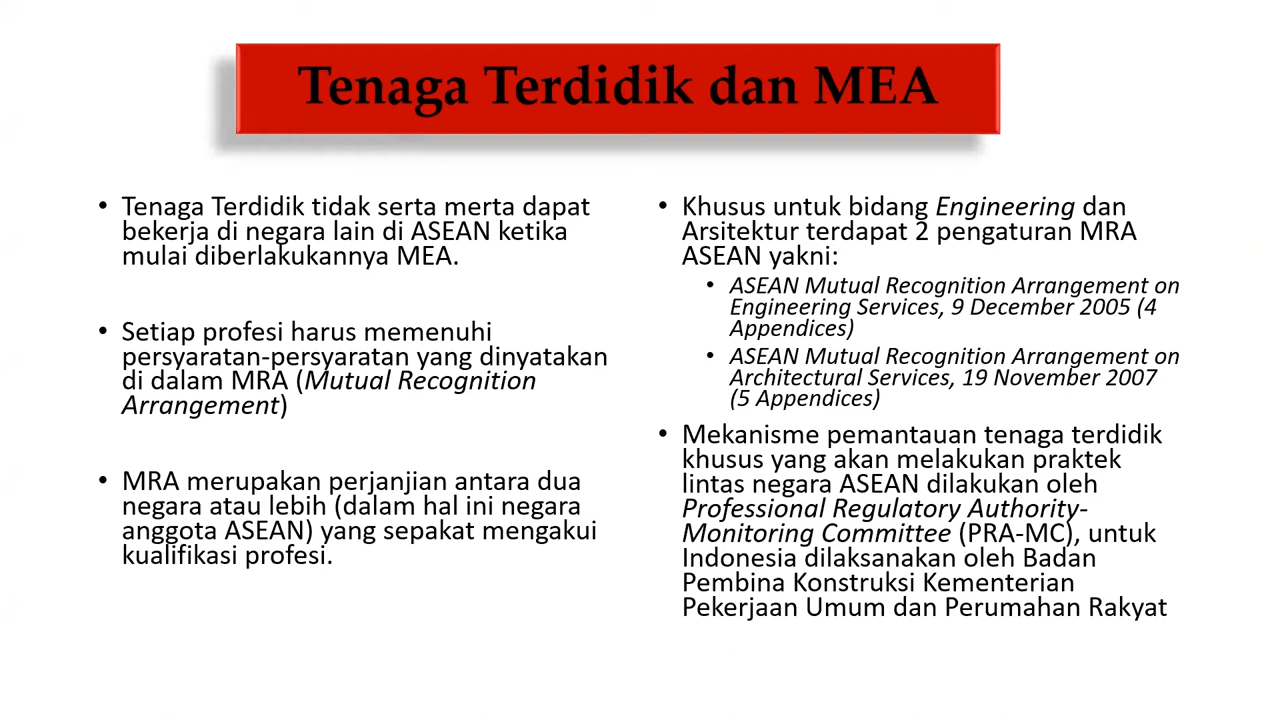 Tenaga Terdidik dan MEA
• Tenaga Terdidik tidak serta merta dapat
bekerja di negara lain di ASEAN ketika
mulai diberlakukannya MEA.
• Setiap profesi harus memenuhi
persyaratan-persyaratan yang dinyatakan
di dalam MRA (Mutual Recognition
Arrangement)
• MRA merupakan perjanjian antara dua
negara atau lebih (dalam hal ini negara
anggota ASEAN) yang sepakat mengakui
kualifikasi profesi.
• Khusus untuk bidang Engineering dan
Arsitektur terdapat 2 pengaturan MRA
ASEAN yakni:
• ASEAN Mutual Recognition Arrangement on
Engineering Services, 9 December 2005 (4
Appendices)
• ASEAN Mutual Recognition Arrangement on
Architectural Services, 19 November 2007
(5 Appendices)
• Mekanisme pemantauan tenaga terdidik
khusus yang akan melakukan praktek
lintas negara ASEAN dilakukan oleh
Professional Regulatory Authority-
Monitoring Committee (PRA-MC), untuk
Indonesia dilaksanakan oleh Badan
Pembina Konstruksi Kementerian
Pekerjaan Umum dan Perumahan Rakyat